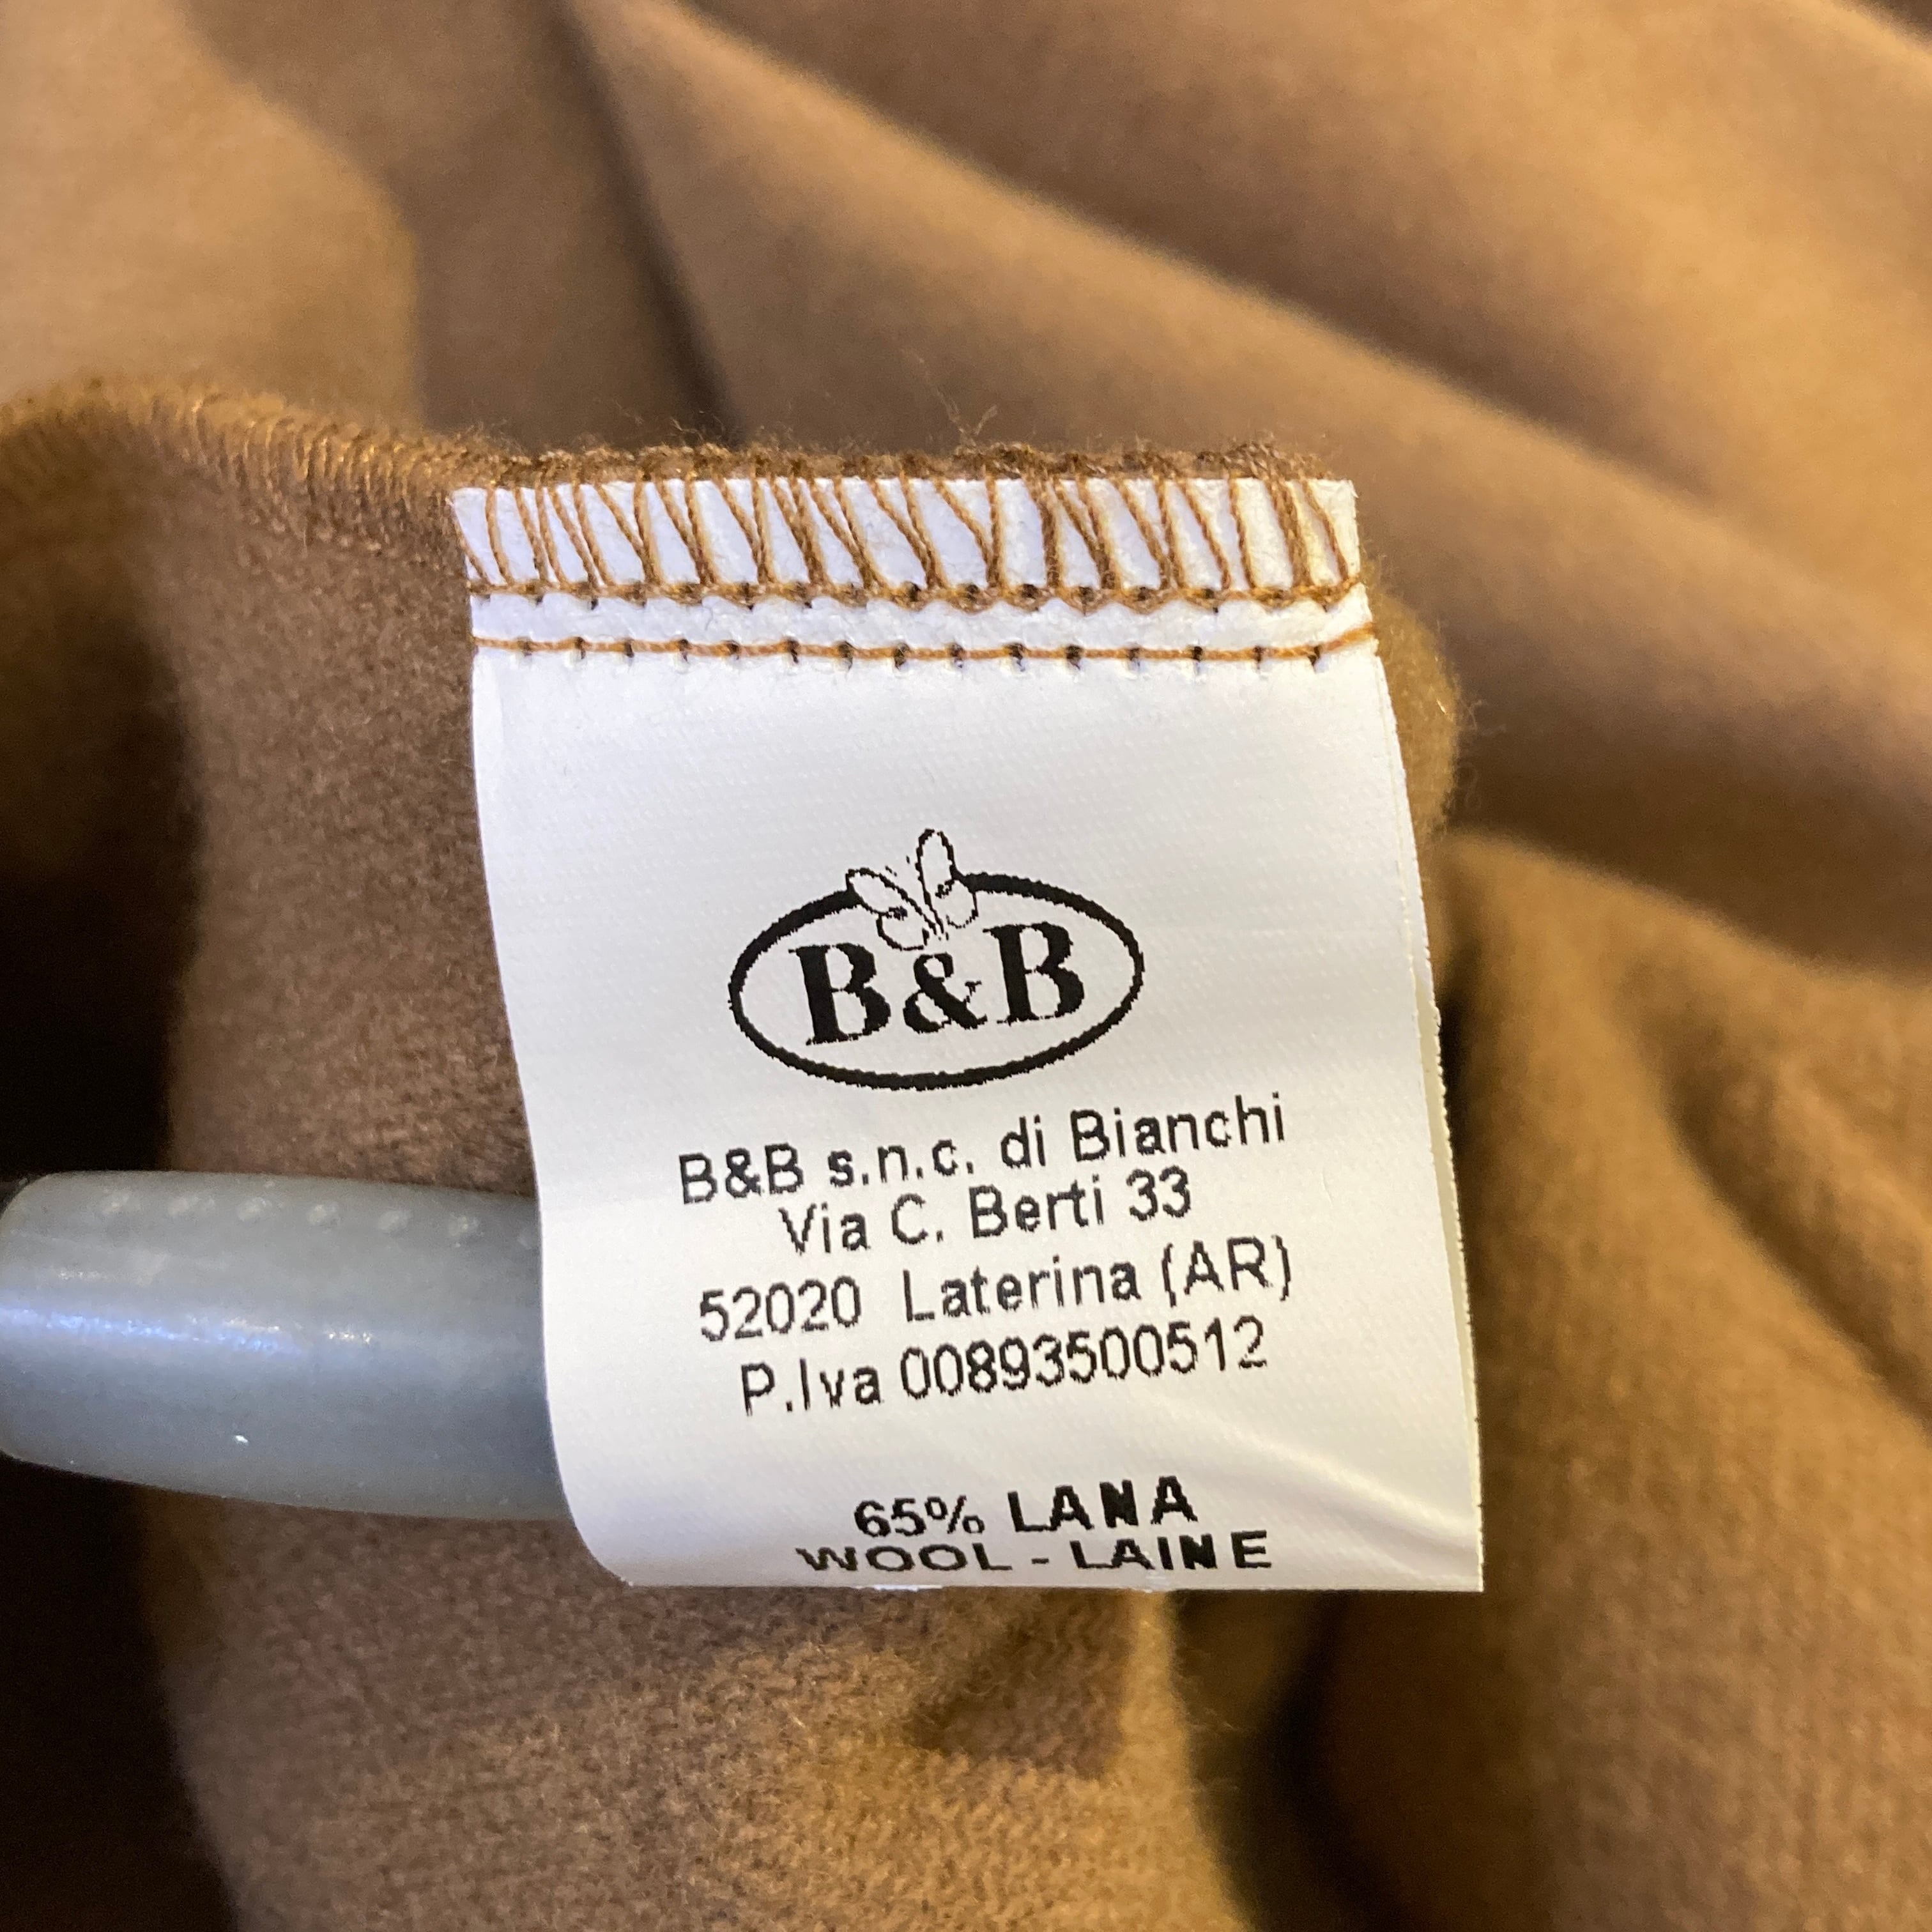 B&B
B&B s.n.c. di Bianchi
Via C. Berti 33
52020 Laterina (AR)
P.Iva 00893500512
65% LANA
WOOL - LAINE